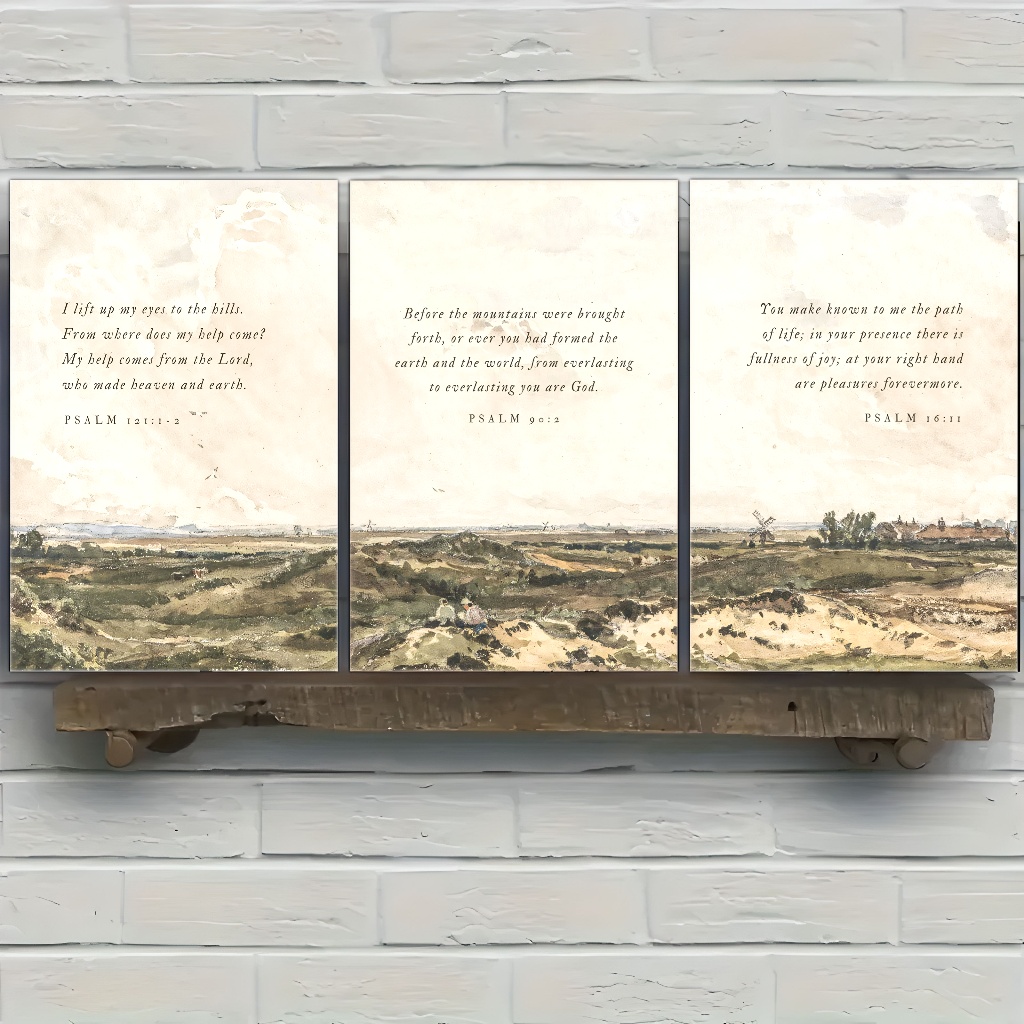 I lift up my eyes to the hills.
From where does my help come?
My help comes from the Lord,
who made heaven and earth.
PSALM 121:1-2
Before the mountains were brought
forth, or ever you had formed the
earth and the world, from everlasting
to everlasting you are God.
PSALM 90:2
You make known to me the path
of life; in your presence there is
fullness of joy; at your right hand
are pleasures forevermore.
PSALM 16:11